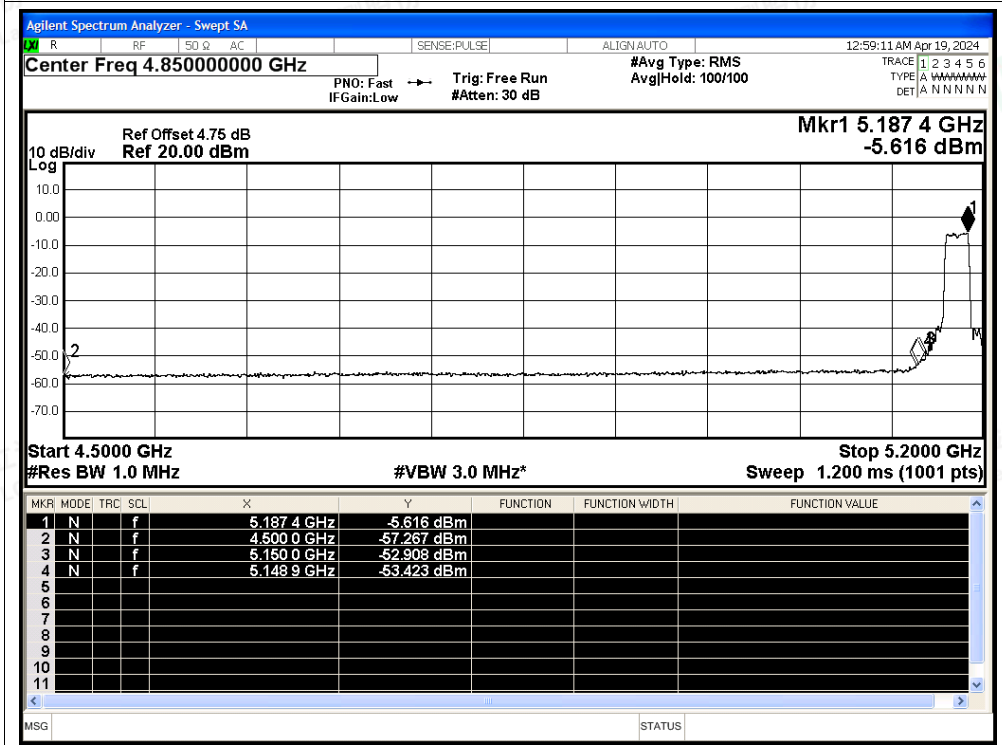 Agilent Spectrum Analyzer - Swept SA
LXI R RF 50 Ω AC SENSE:PULSE ALIGN AUTO 12:59:11 AM Apr 19, 2024
Center Freq 4.850000000 GHz
PNO: Fast Trig: Free Run #Avg Type: RMS TRACE 1 2 3 4 5 6
IFGain:Low #Atten: 30 dB Avg|Hold: 100/100 TYPE A WWWWW
DET A N N N N N
Mkr1 5.187 4 GHz
-5.616 dBm
Ref Offset 4.75 dB
10 dB/div Ref 20.00 dBm
Log
10.0
0.00
-10.0
-20.0
-30.0
-40.0
-50.0
-60.0
-70.0
1
2
Start 4.5000 GHz Stop 5.2000 GHz
#Res BW 1.0 MHz #VBW 3.0 MHz* Sweep 1.200 ms (1001 pts)
MKR MODE TRC SCL X Y FUNCTION FUNCTION WIDTH FUNCTION VALUE
1 N f 5.187 4 GHz -5.616 dBm
2 N f 4.500 0 GHz -57.267 dBm
3 N f 5.150 0 GHz -52.908 dBm
4 N f 5.148 9 GHz -53.423 dBm
5
6
7
8
9
10
11
MSG STATUS